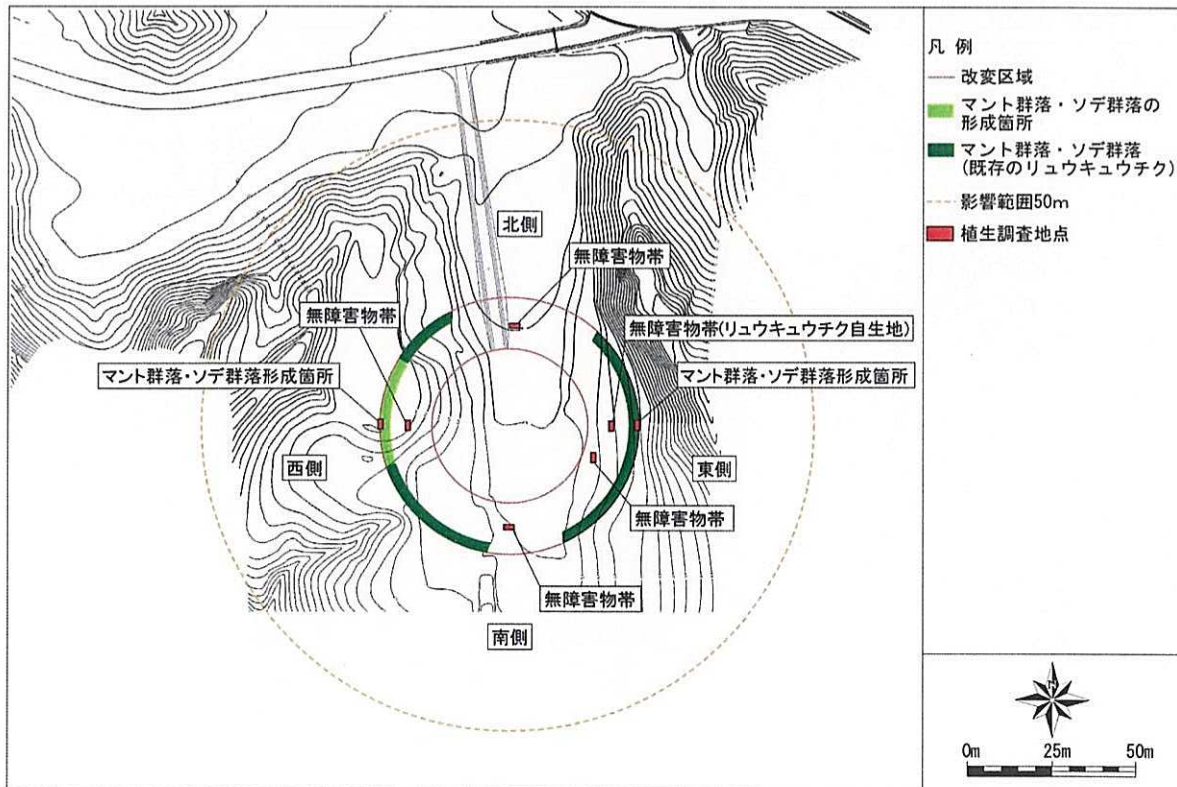 北側
無障害物帯
無障害物帯
無障害物帯(リュウキュウチク自生地)
マント群落・ソデ群落形成箇所
マント群落・ソデ群落形成箇所
西側
東側
無障害物帯
無障害物帯
南側
凡 例
改変区域
マント群落・ソデ群落の
形成箇所
マント群落・ソデ群落
(既存のリュウキュウチク)
影響範囲50m
植生調査地点
N
0m 25m 50m